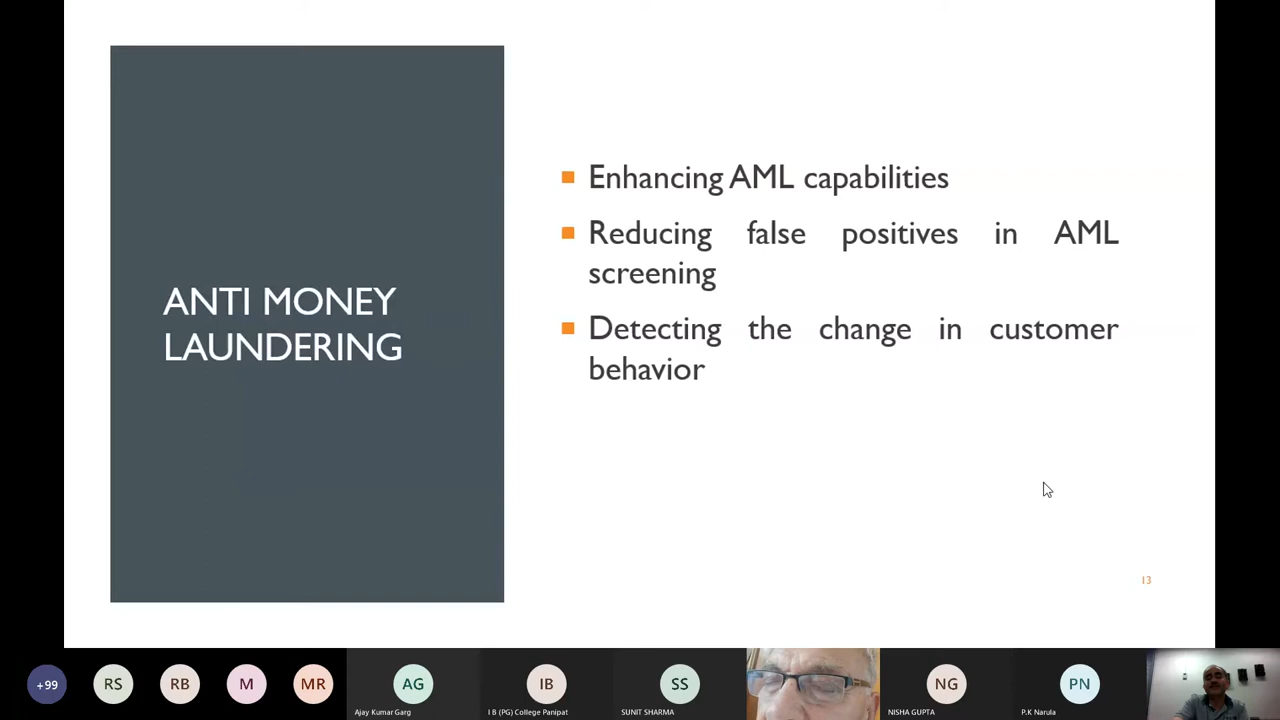 ANTI MONEY
LAUNDERING
Enhancing AML capabilities
Reducing false positives in AML
screening
Detecting the change in customer
behavior
13
+99
RS
RB
M
MR
AG
IB
SS
NG
PN
Ajay Kumar Garg
I B (PG) College Panipat
SUNIT SHARMA
NISHA GUPTA
P.K Narula